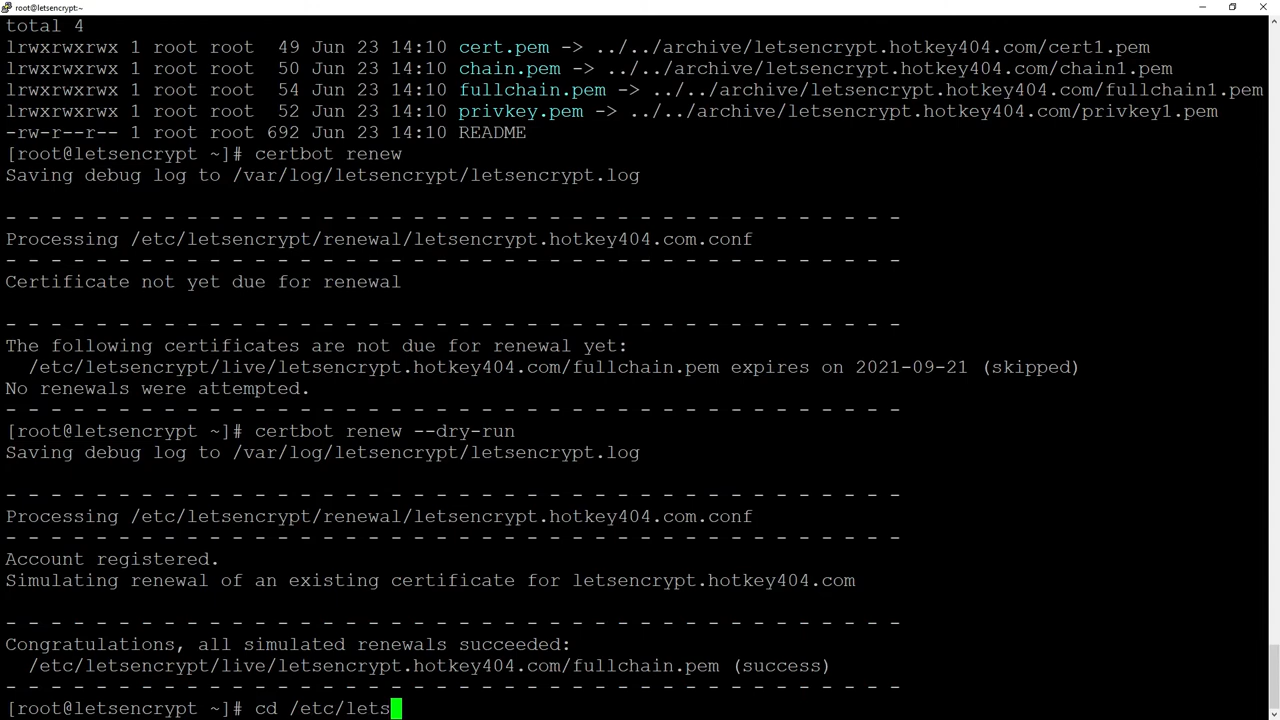 root@letsencrypt:~
total 4
lrwxrwxrwx 1 root root  49 Jun 23 14:10 cert.pem -> ../../archive/letsencrypt.hotkey404.com/cert1.pem
lrwxrwxrwx 1 root root  50 Jun 23 14:10 chain.pem -> ../../archive/letsencrypt.hotkey404.com/chain1.pem
lrwxrwxrwx 1 root root  54 Jun 23 14:10 fullchain.pem -> ../../archive/letsencrypt.hotkey404.com/fullchain1.pem
lrwxrwxrwx 1 root root  52 Jun 23 14:10 privkey.pem -> ../../archive/letsencrypt.hotkey404.com/privkey1.pem
-rw-r--r-- 1 root root 692 Jun 23 14:10 README
[root@letsencrypt ~]# certbot renew
Saving debug log to /var/log/letsencrypt/letsencrypt.log
- - - - - - - - - - - - - - - - - - - - - - - - - - - - - - - - - - - - - - - -
Processing /etc/letsencrypt/renewal/letsencrypt.hotkey404.com.conf
- - - - - - - - - - - - - - - - - - - - - - - - - - - - - - - - - - - - - - - -
Certificate not yet due for renewal
- - - - - - - - - - - - - - - - - - - - - - - - - - - - - - - - - - - - - - - -
The following certificates are not due for renewal yet:
  /etc/letsencrypt/live/letsencrypt.hotkey404.com/fullchain.pem expires on 2021-09-21 (skipped)
No renewals were attempted.
- - - - - - - - - - - - - - - - - - - - - - - - - - - - - - - - - - - - - - - -
[root@letsencrypt ~]# certbot renew --dry-run
Saving debug log to /var/log/letsencrypt/letsencrypt.log
- - - - - - - - - - - - - - - - - - - - - - - - - - - - - - - - - - - - - - - -
Processing /etc/letsencrypt/renewal/letsencrypt.hotkey404.com.conf
- - - - - - - - - - - - - - - - - - - - - - - - - - - - - - - - - - - - - - - -
Account registered.
Simulating renewal of an existing certificate for letsencrypt.hotkey404.com
- - - - - - - - - - - - - - - - - - - - - - - - - - - - - - - - - - - - - - - -
Congratulations, all simulated renewals succeeded:
  /etc/letsencrypt/live/letsencrypt.hotkey404.com/fullchain.pem (success)
- - - - - - - - - - - - - - - - - - - - - - - - - - - - - - - - - - - - - - - -
[root@letsencrypt ~]# cd /etc/lets